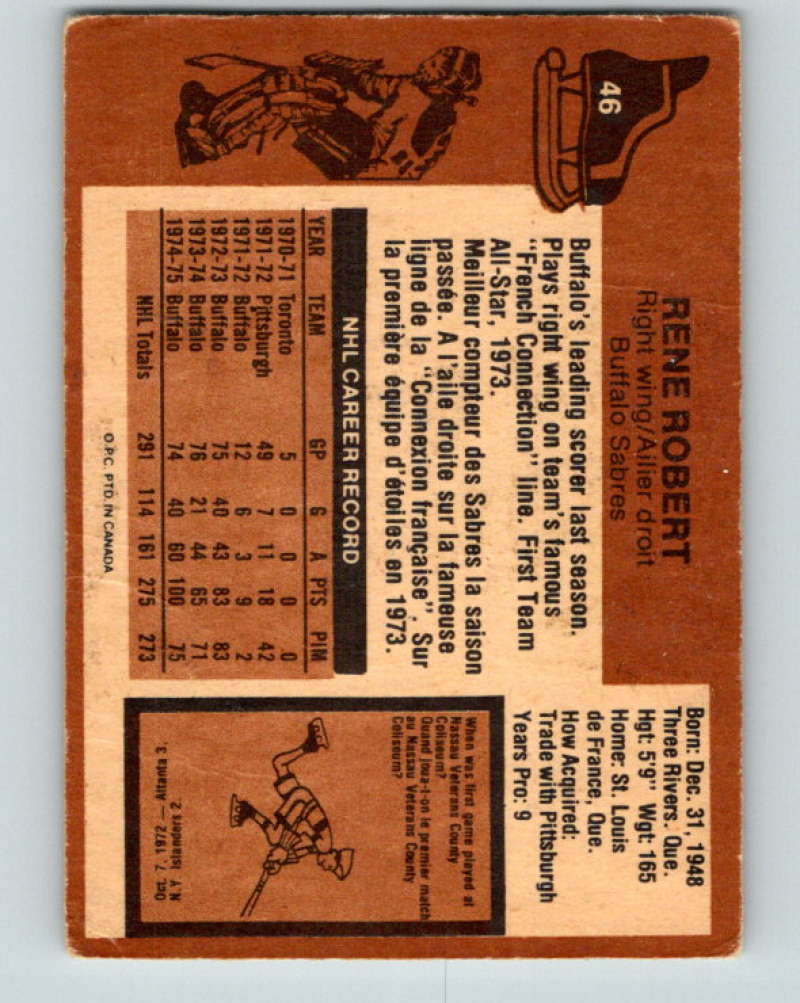 46
RENE ROBERT
Right wing/Ailier droit
Buffalo Sabres
Buffalo's leading scorer last season.
Plays right wing on team's famous
"French Connection" line. First Team
All-Star, 1973.
Meilleur compteur des Sabres la saison
passée. A l'aile droite sur la fameuse
ligne de la "Connexion française". Sur
la première équipe d'étoiles en 1973.
NHL CAREER RECORD
YEAR TEAM GP G A PTS PIM
1970-71 Toronto 5 0 0 0 0
1971-72 Pittsburgh 49 7 11 18 42
1971-72 Buffalo 12 6 3 9 2
1972-73 Buffalo 75 40 43 83 83
1973-74 Buffalo 76 21 44 65 71
1974-75 Buffalo 74 40 60 100 75
NHL Totals 291 114 161 275 273
O.P.C. PTD. IN CANADA
Born: Dec. 31, 1948
Three Rivers, Que.
Hgt: 5'9" Wgt: 165
Home: St. Louis
de France, Que.
How Acquired:
Trade with Pittsburgh
Years Pro: 9
When was first game played at
Nassau Veterans County
Coliseum?
Quand joua-t-on le premier match
au Nassau Veterans County
Coliseum?
Oct. 7, 1972 — Atlanta 3,
N.Y. Islanders 2.